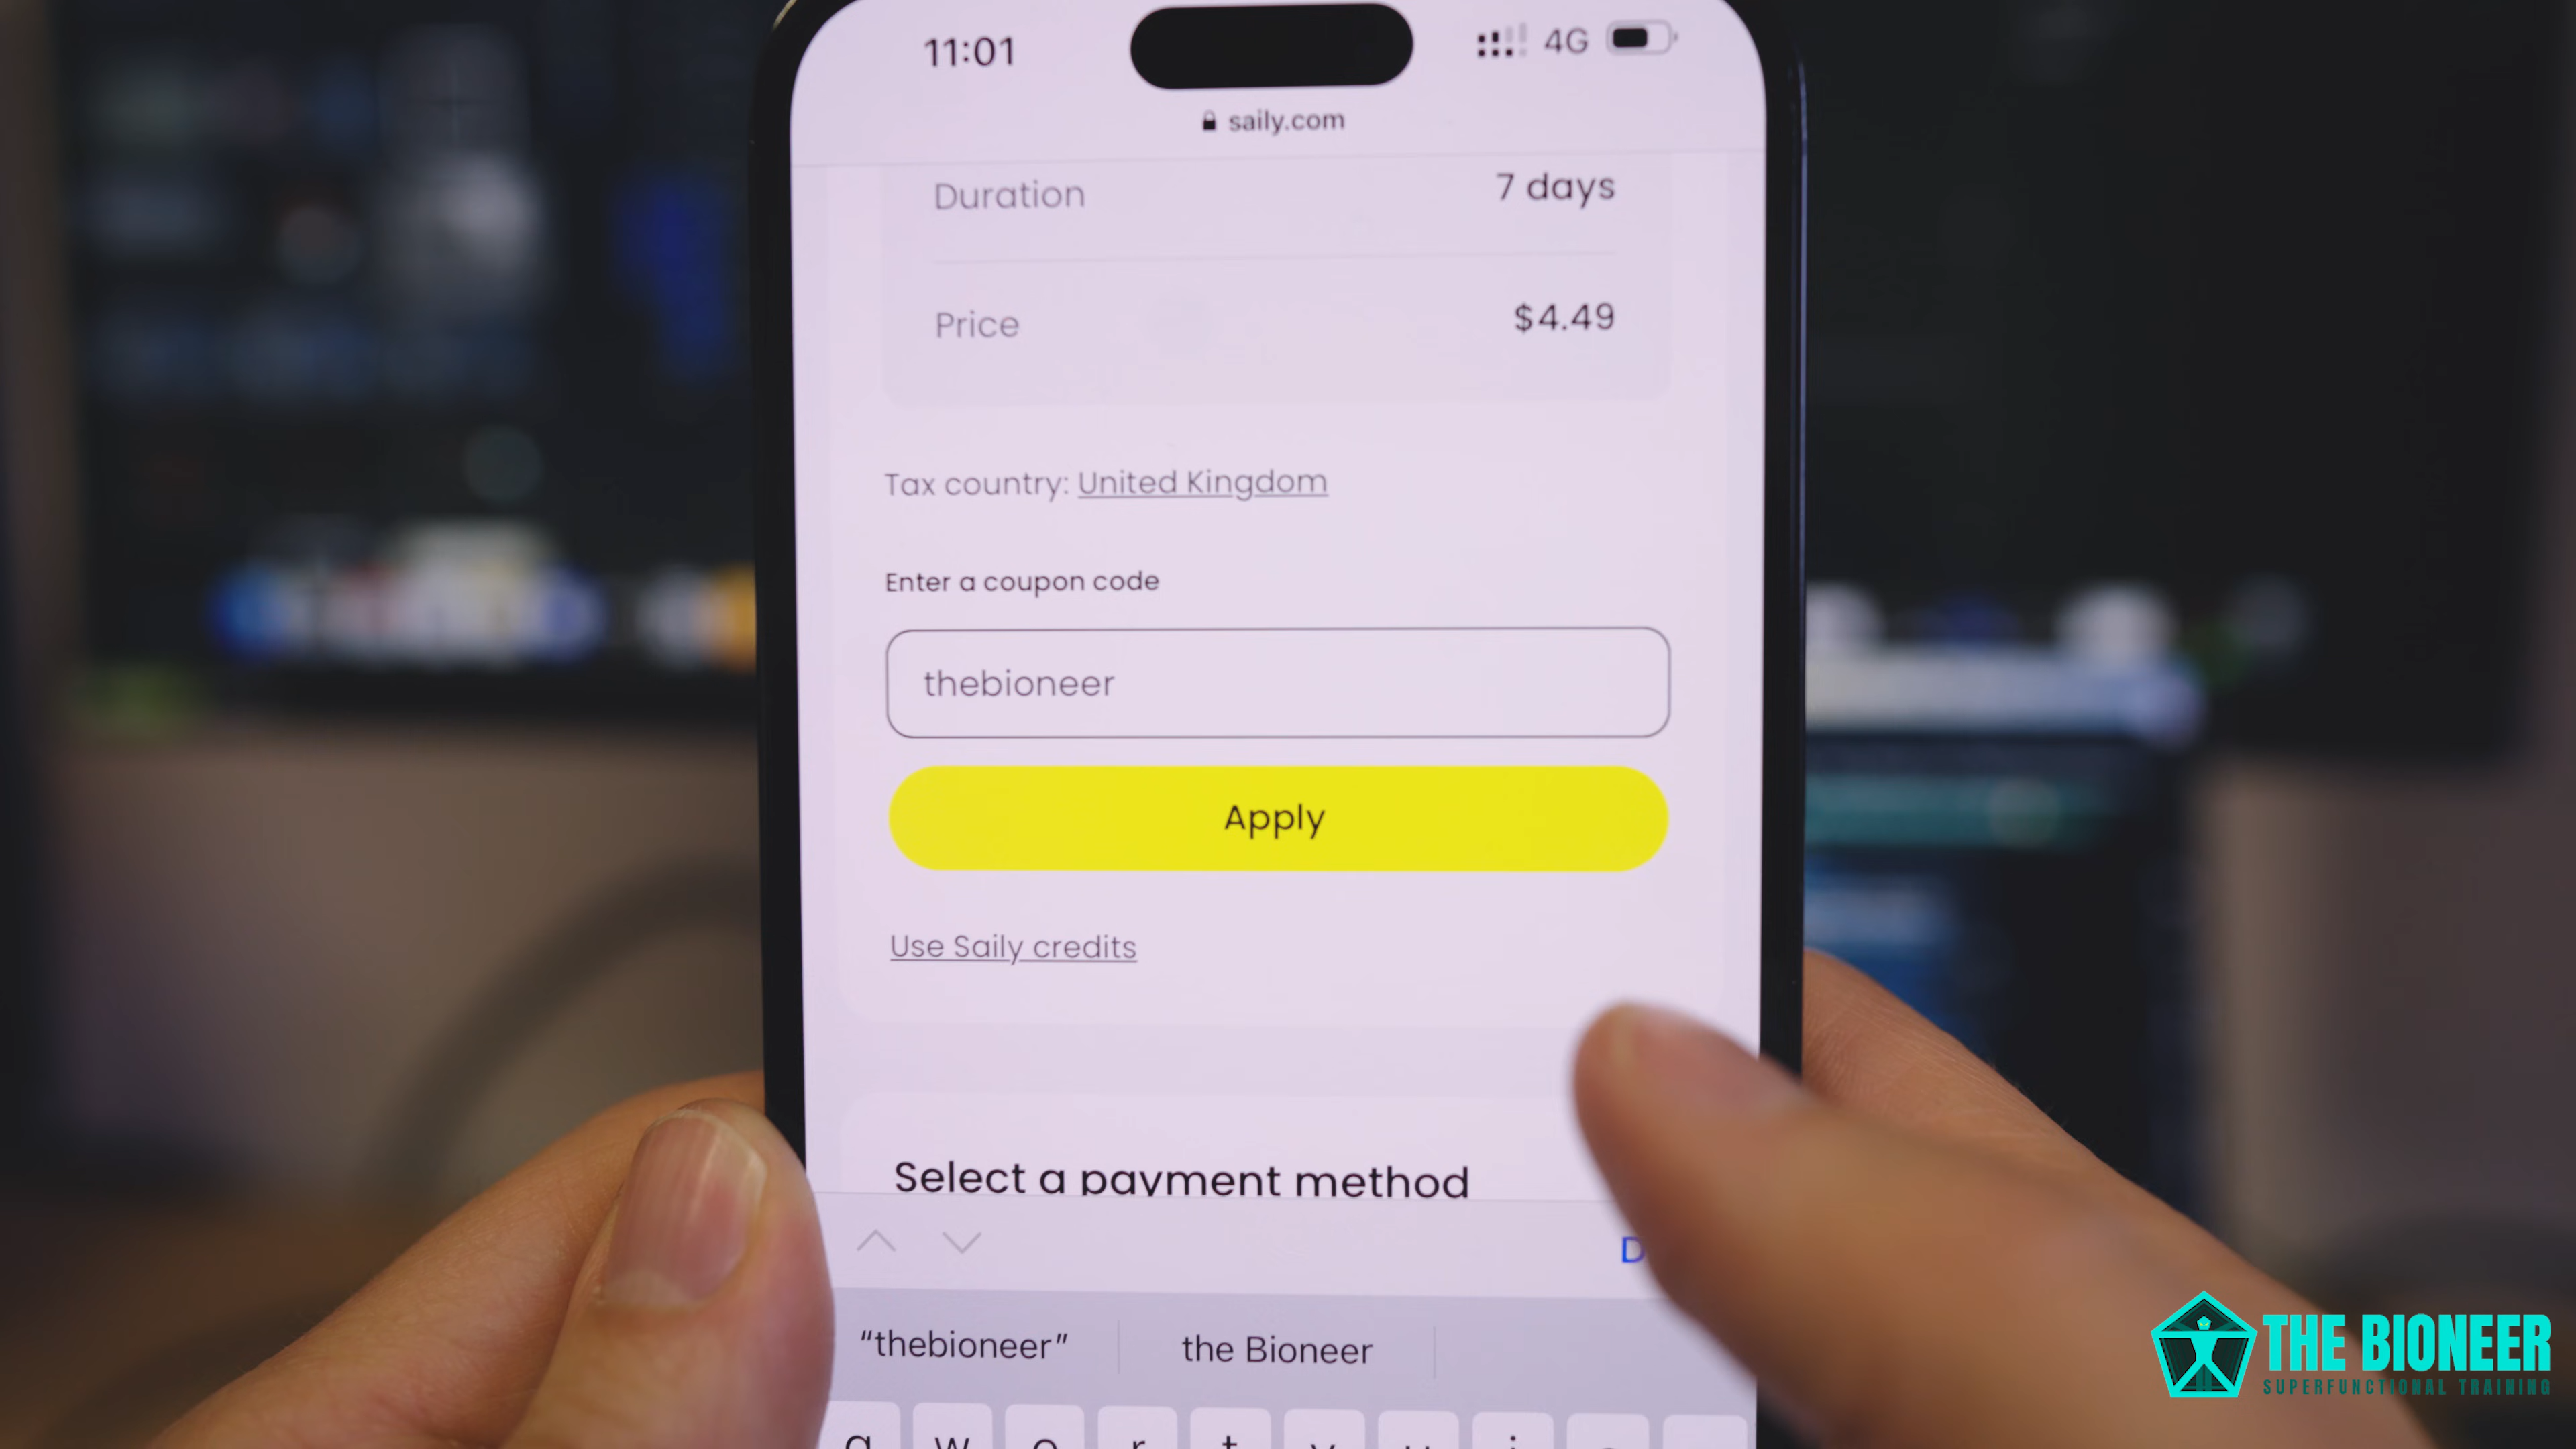 11:01
4G
saily.com
Duration 7 days
Price $4.49
Tax country: United Kingdom
Enter a coupon code
thebioneer
Apply
Use Saily credits
Select a payment method
"thebioneer" the Bioneer
THE BIONEER
SUPERFUNCTIONAL TRAINING